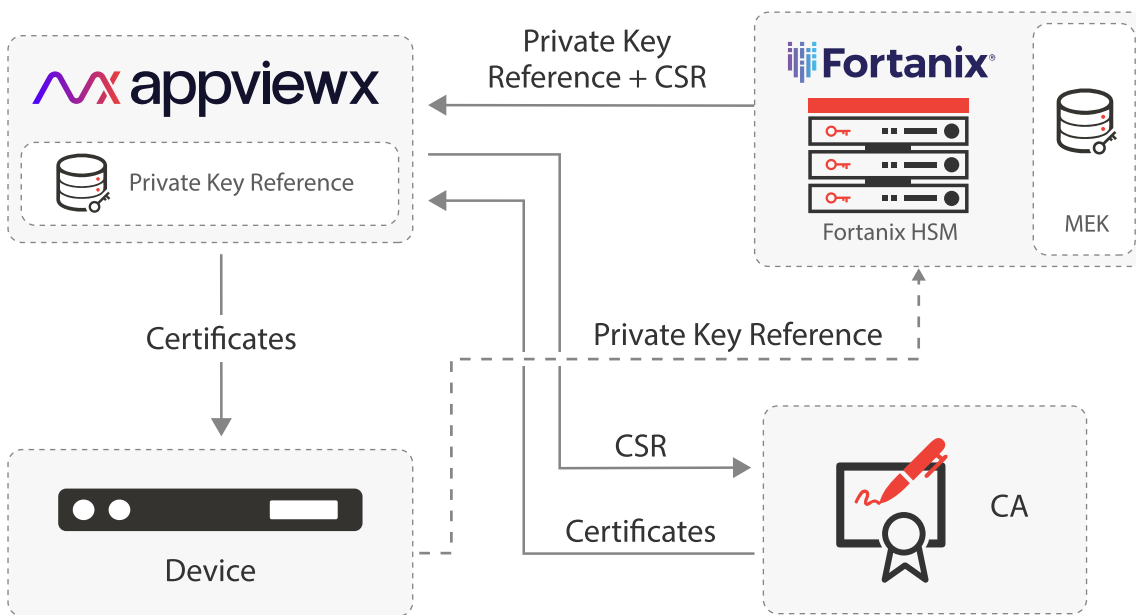 appviewx
Private Key Reference
Private Key
Reference + CSR
Fortanix®
Fortanix HSM
MEK
Certificates
Private Key Reference
CSR
Certificates
Device
CA